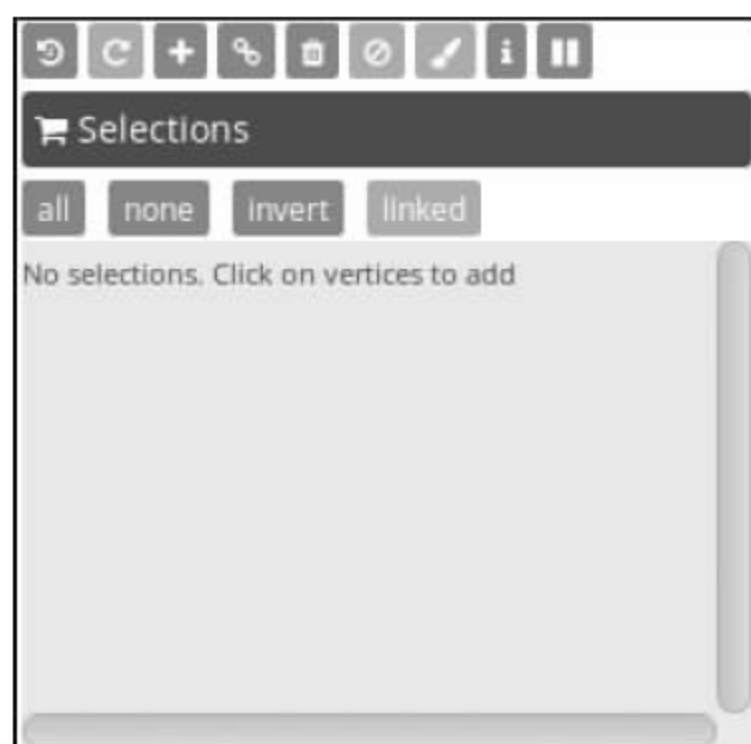 Selections
all none invert linked
No selections. Click on vertices to add